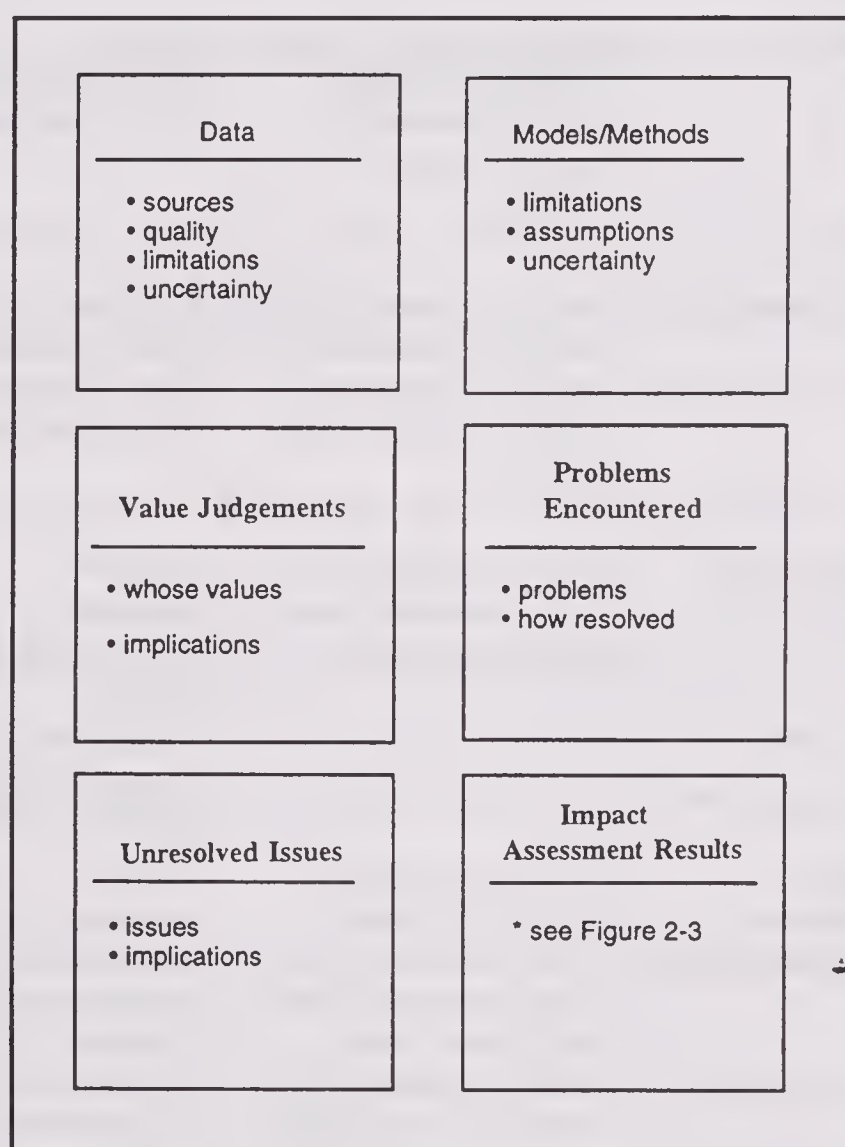 Data
• sources
• quality
• limitations
• uncertainty
Models/Methods
• limitations
• assumptions
• uncertainty
Value Judgements
• whose values
• implications
Problems
Encountered
• problems
• how resolved
Unresolved Issues
• issues
• implications
Impact
Assessment Results
* see Figure 2-3